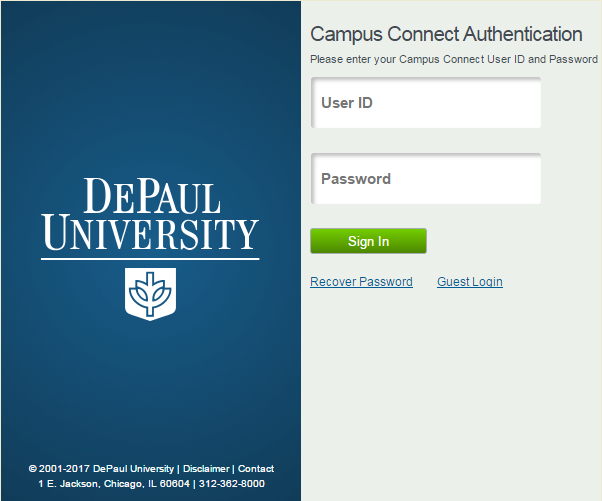 DEPAUL
UNIVERSITY
© 2001-2017 DePaul University | Disclaimer | Contact
1 E. Jackson, Chicago, IL 60604 | 312-362-8000
Campus Connect Authentication
Please enter your Campus Connect User ID and Password
User ID
Password
Sign In
Recover Password Guest Login